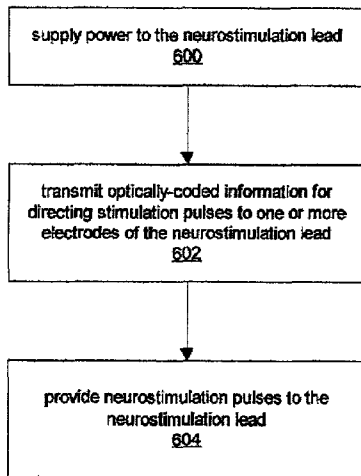 supply power to the neurostimulation lead
600
transmit optically-coded information for
directing stimulation pulses to one or more
electrodes of the neurostimulation lead
602
provide neurostimulation pulses to the
neurostimulation lead
604